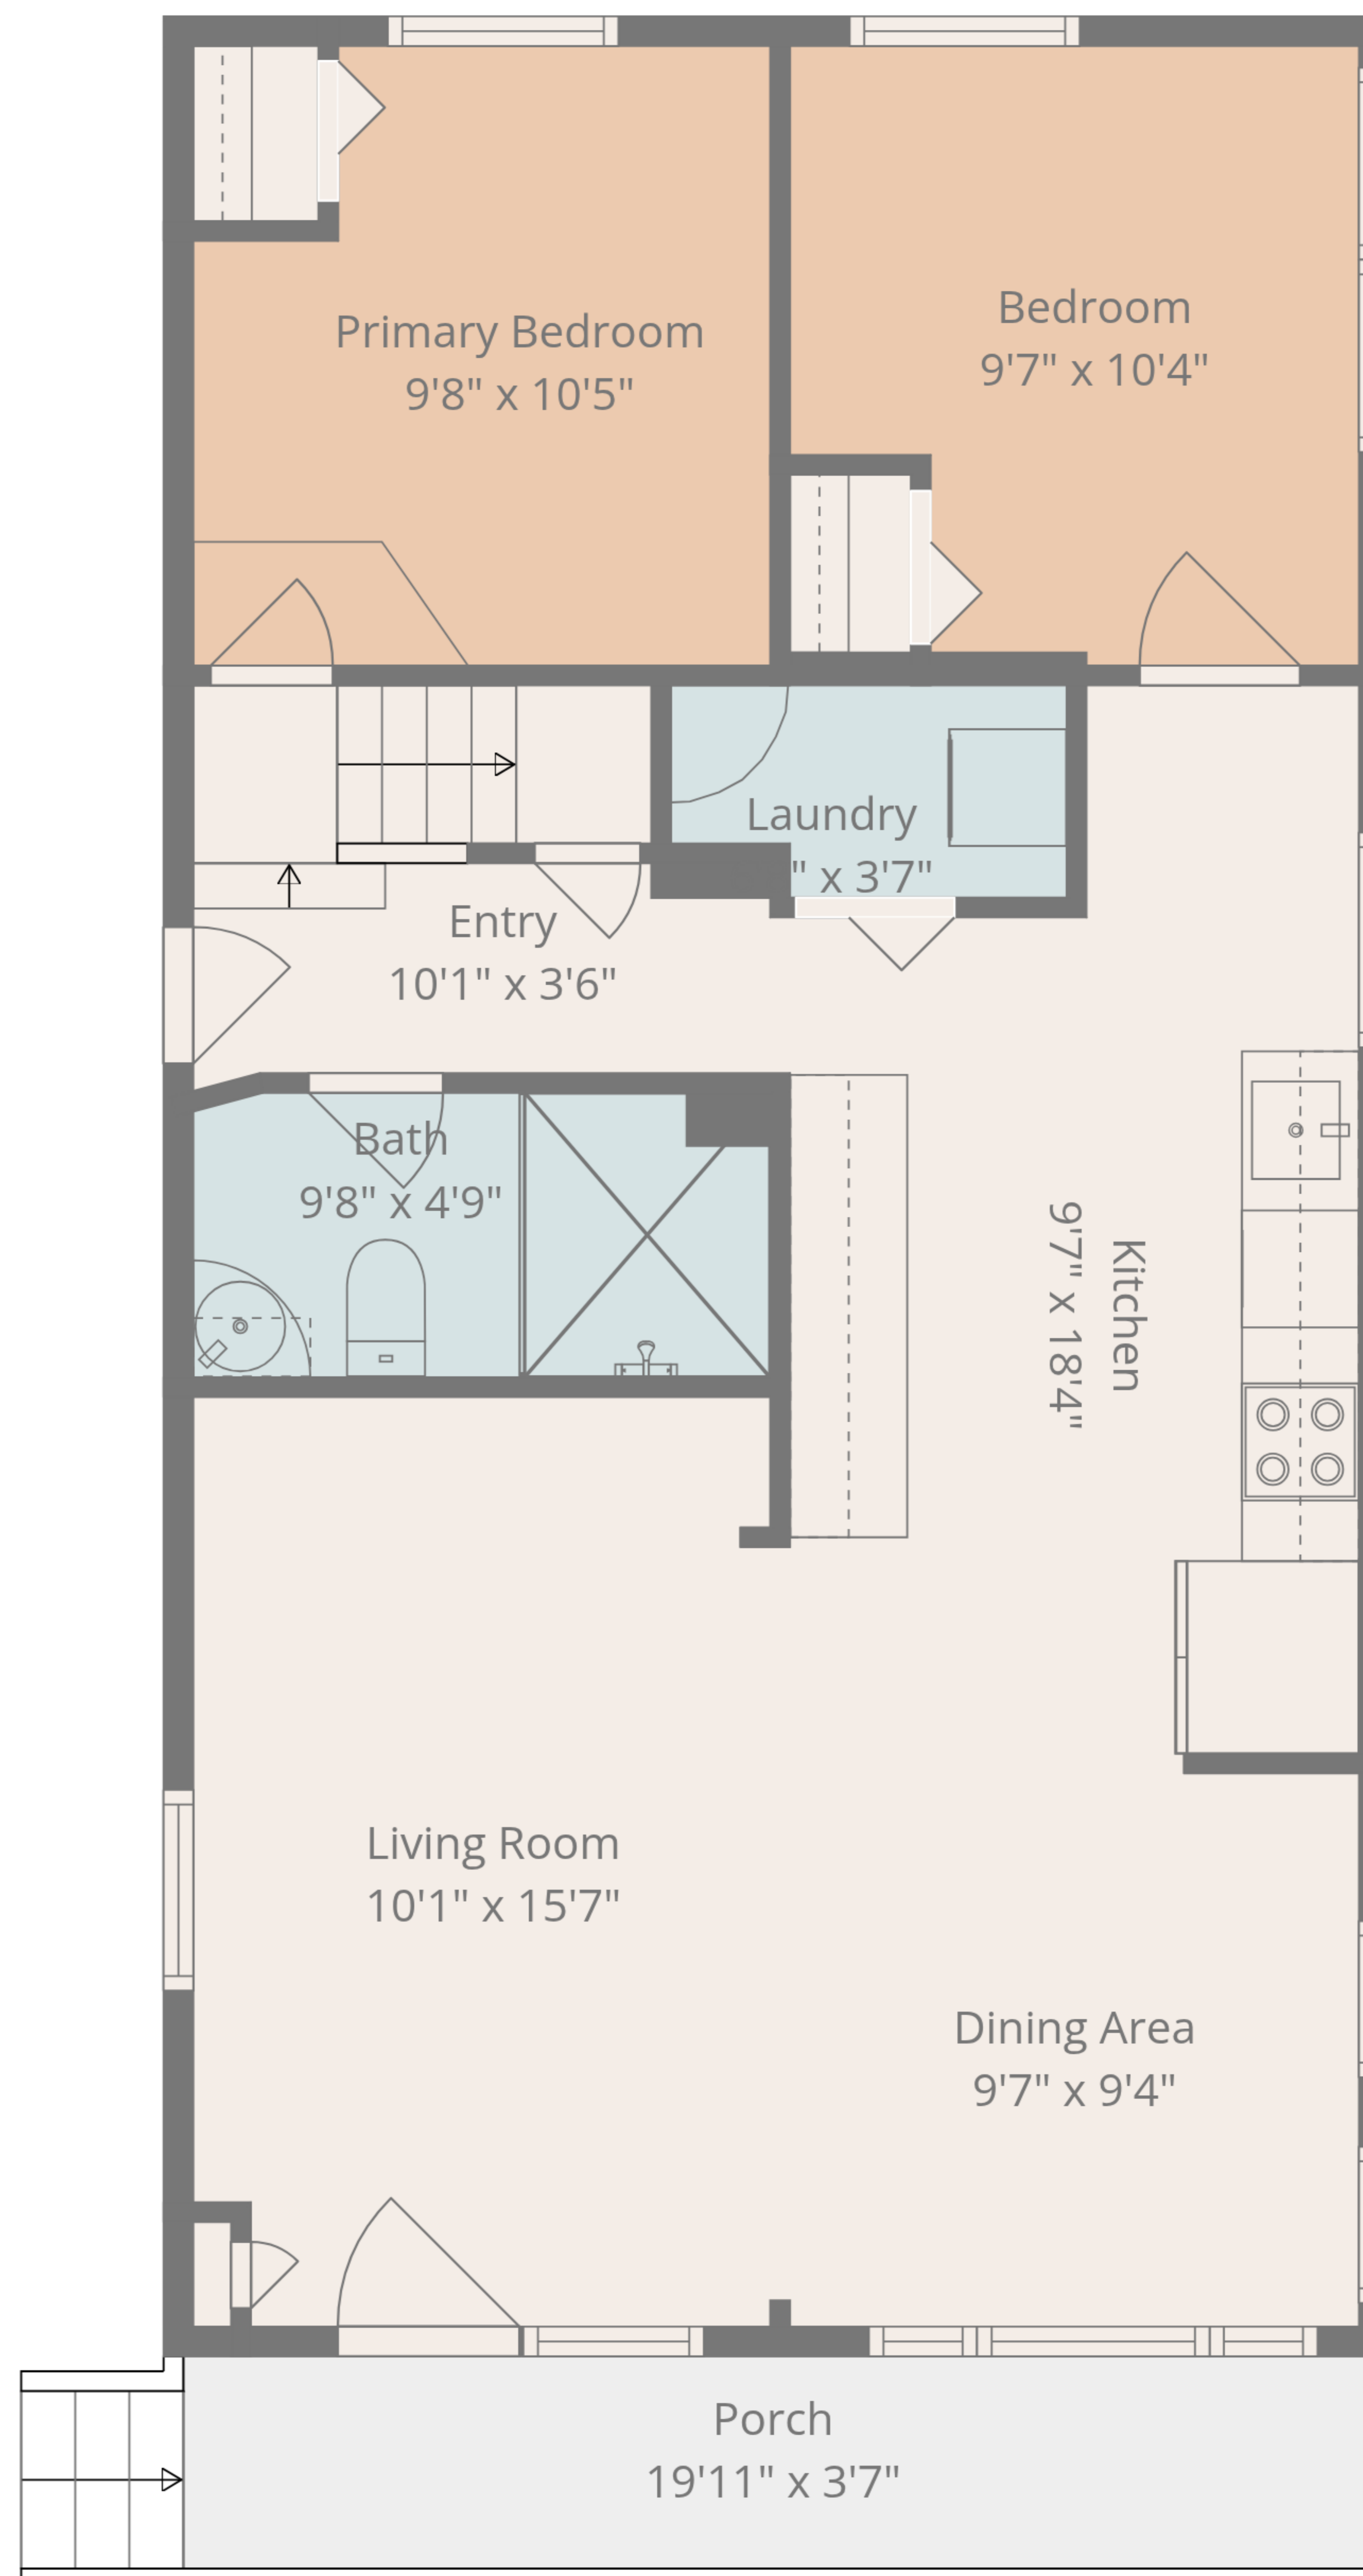 Primary Bedroom
9'8" x 10'5"
Bedroom
9'7" x 10'4"
Laundry
" x 3'7"
Entry
10'1" x 3'6"
Bath
9'8" x 4'9"
Kitchen
9'7" x 18'4"
Living Room
10'1" x 15'7"
Dining Area
9'7" x 9'4"
Porch
19'11" x 3'7"